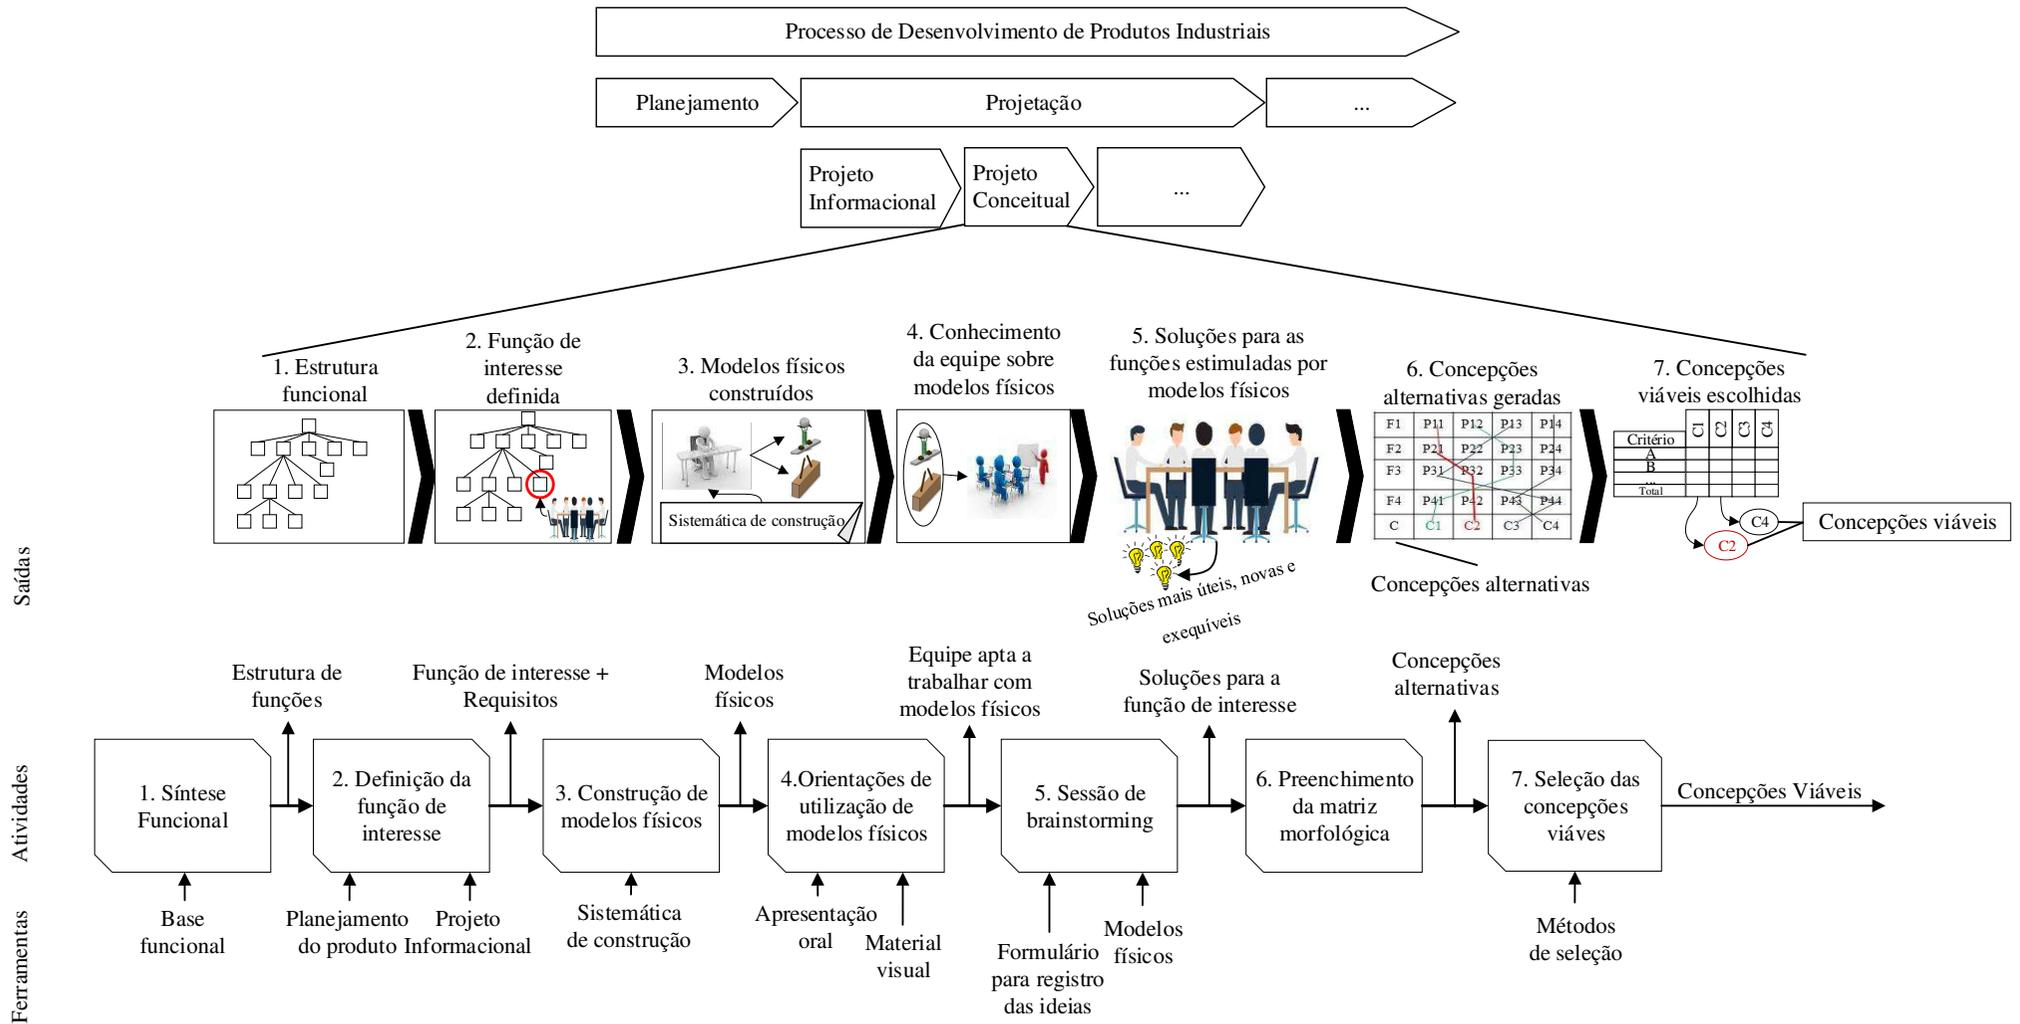 Processo de Desenvolvimento de Produtos Industriais
Planejamento
Projetação
...
Projeto
Informacional
Projeto
Conceitual
...
Saídas
1. Estrutura
funcional
2. Função de
interesse
definida
3. Modelos físicos
construídos
Sistemática de construção
4. Conhecimento
da equipe sobre
modelos físicos
5. Soluções para as
funções estimuladas por
modelos físicos
Soluções mais úteis, novas e
exequíveis
6. Concepções
alternativas geradas
F1 P11 P12 P13 P14
F2 P21 P22 P23 P24
F3 P31 P32 P33 P34
F4 P41 P42 P43 P44
C C1 C2 C3 C4
Concepções alternativas
7. Concepções
viáveis escolhidas
Critério C1 C2 C3 C4
A
B
...
Total
C4
C2
Concepções viáveis
Atividades
Estrutura de
funções
Função de interesse +
Requisitos
Modelos
físicos
Equipe apta a
trabalhar com
modelos físicos
Soluções para a
função de interesse
Concepções
alternativas
1. Síntese
Funcional
2. Definição da
função de
interesse
3. Construção de
modelos físicos
4.Orientações de
utilização de
modelos físicos
5. Sessão de
brainstorming
6. Preenchimento
da matriz
morfológica
7. Seleção das
concepções
viáves
Concepções Viáveis
Ferramentas
Base
funcional
Planejamento
do produto
Projeto
Informacional
Sistemática
de construção
Apresentação
oral
Material
visual
Formulário
para registro
das ideias
Modelos
físicos
Métodos
de seleção